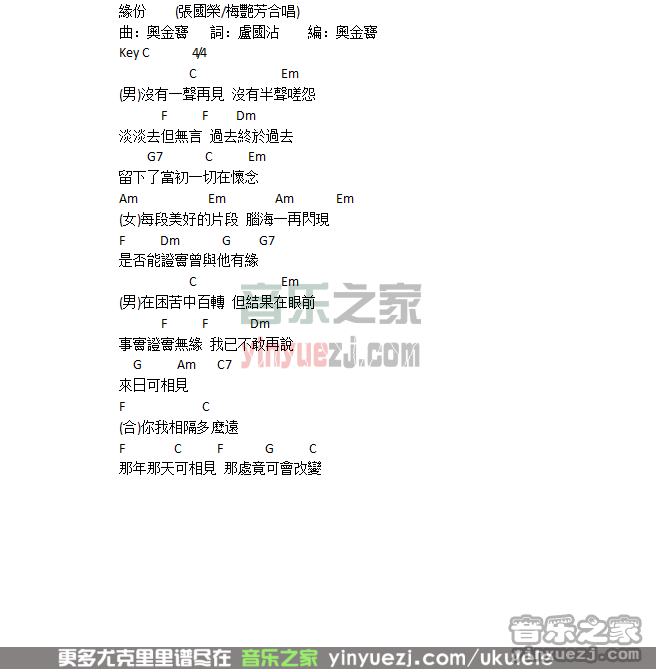 緣份 (張國榮/梅艷芳合唱)
曲：奧金寶 詞：盧國沾 編：奧金寶
Key C 4/4
C Em
(男)沒有一聲再見 沒有半聲嗟怨
F F Dm
淡淡去但無言 過去終於過去
G7 C Em
留下了當初一切在懷念
Am Em Am Em
(女)每段美好的片段 腦海一再閃現
F Dm G G7
是否能證實曾與他有緣
C Em
(男)在困苦中百轉 但結果在眼前
F F Dm
事實證實無緣 我已不敢再說
G Am C7
來日可相見
F C
(合)你我相隔多麼遠
F C F G C
那年那天可相見 那處竟可會改變
音乐之家
yinyuezj.com
音乐之家
yinyuezj.com
更多尤克里里谱尽在 音乐之家 yinyuezj.com/ukulele